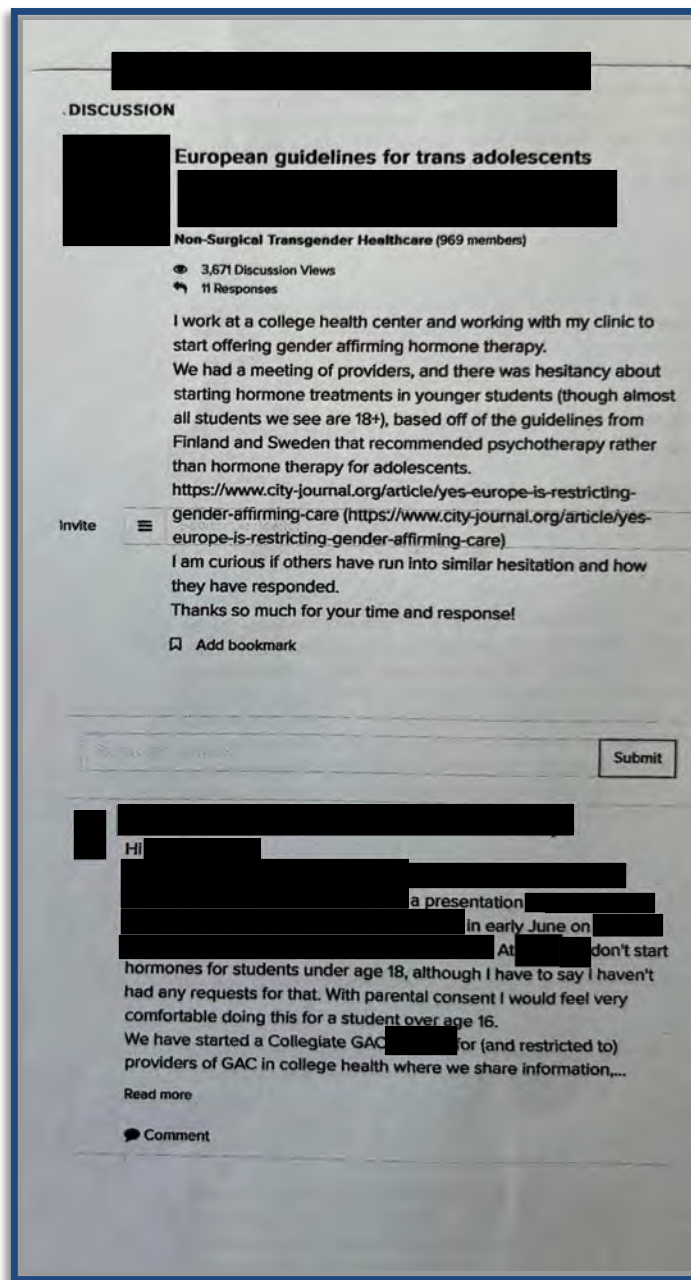 DISCUSSION
European guidelines for trans adolescents
Non-Surgical Transgender Healthcare (969 members)
3,671 Discussion Views
11 Responses
I work at a college health center and working with my clinic to
start offering gender affirming hormone therapy.
We had a meeting of providers, and there was hesitancy about
starting hormone treatments in younger students (though almost
all students we see are 18+), based off of the guidelines from
Finland and Sweden that recommended psychotherapy rather
than hormone therapy for adolescents.
https://www.city-journal.org/article/yes-europe-is-restricting-
gender-affirming-care (https://www.city-journal.org/article/yes-
europe-is-restricting-gender-affirming-care)
Invite
I am curious if others have run into similar hesitation and how
they have responded.
Thanks so much for your time and response!
Add bookmark
Submit
Hi
a presentation
in early June on
At don't start
hormones for students under age 18, although I have to say I haven't
had any requests for that. With parental consent I would feel very
comfortable doing this for a student over age 16.
We have started a Collegiate GAC for (and restricted to)
providers of GAC in college health where we share information,...
Read more
Comment